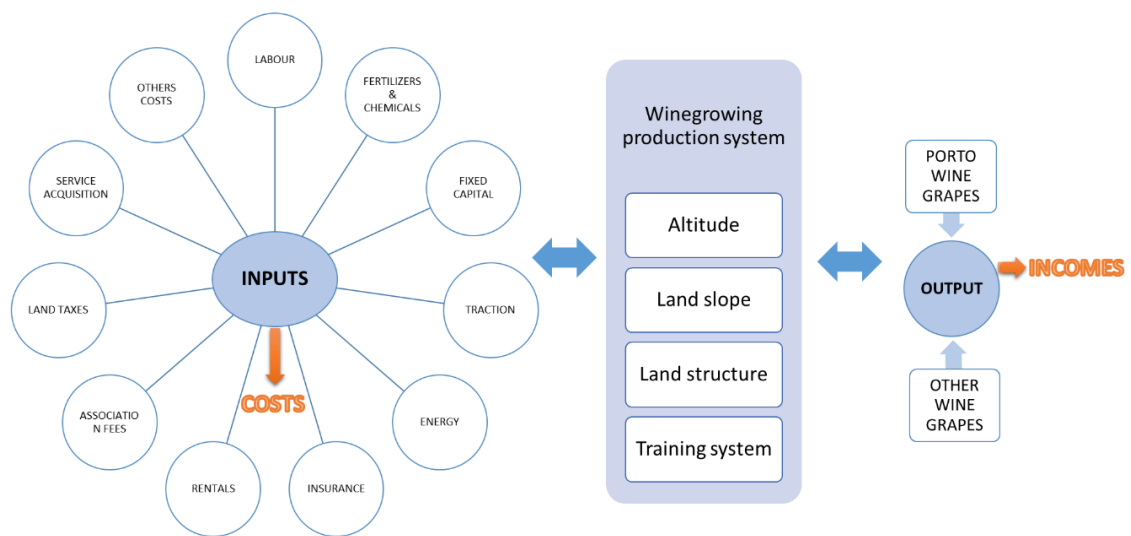 LABOUR
FERTILIZERS
&
CHEMICALS
FIXED
CAPITAL
TRACTION
ENERGY
INSURANCE
RENTALS
ASSOCIATIO
N FEES
LAND TAXES
SERVICE
ACQUISITION
OTHERS
COSTS
INPUTS
COSTS
Winegrowing
production system
Altitude
Land slope
Land structure
Training system
PORTO
WINE
GRAPES
OUTPUT
INCOMES
OTHER
WINE
GRAPES